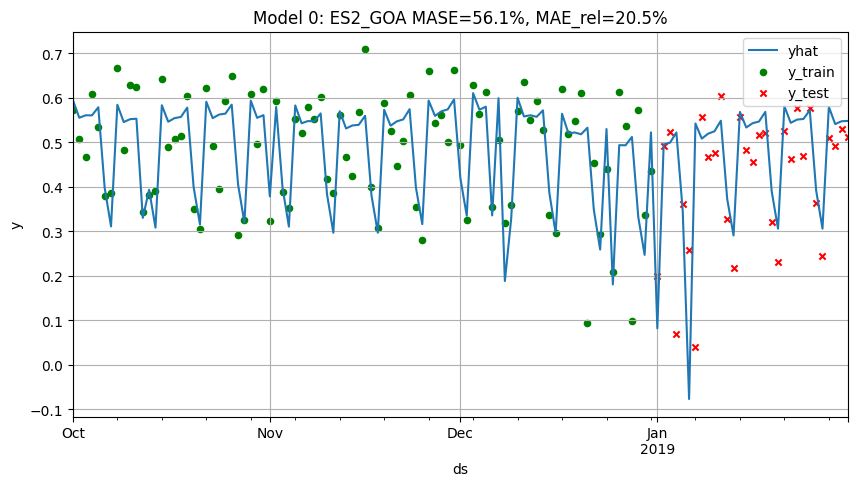 Model 0: ES2_GOA MASE=56.1%, MAE_rel=20.5%
yhat
y_train
y_test
0.7
0.6
0.5
0.4
0.3
0.2
0.1
0.0
−0.1
y
Oct
Nov
Dec
Jan
2019
ds